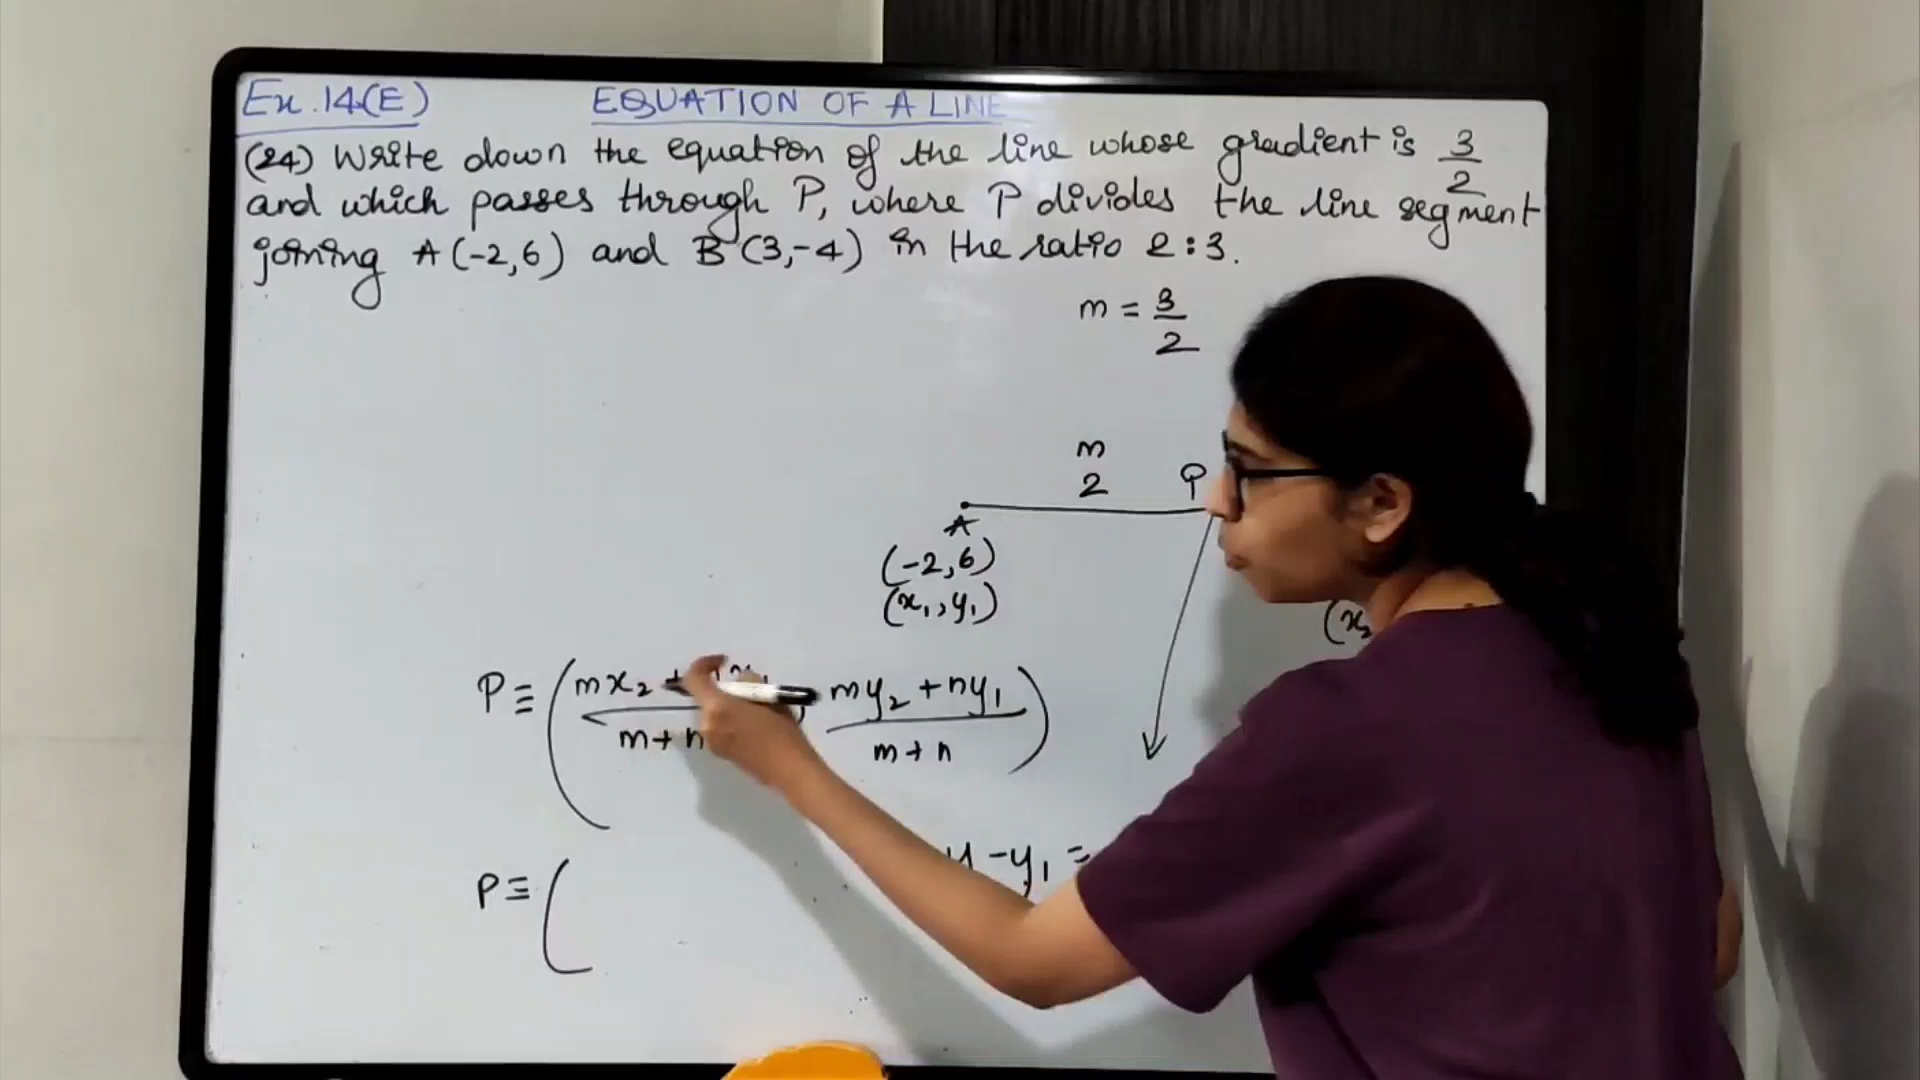 Ex.14(E) EQUATION OF A LINE
(24) Write down the equation of the line whose gradient is 3/2
and which passes through P, where P divides the line segment
joining A(-2,6) and B(3,-4) in the ratio 2:3.
m = 3/2
m
2 P
A
(-2,6)
(x₁,y₁) (x₂
P≡(mx₂+nx₁/m+n, my₂+ny₁/m+n)
y-y₁=
P≡(